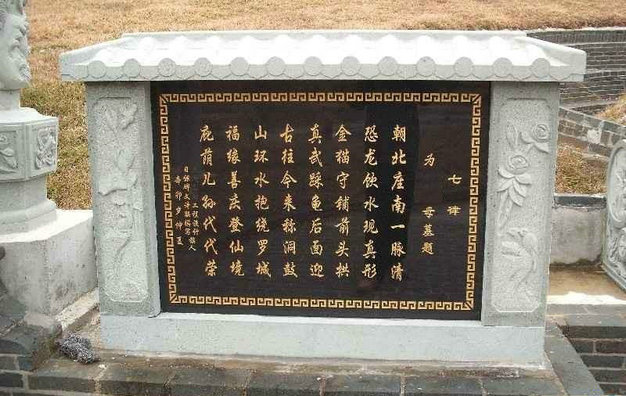 七律
为 母墓题
朝北座南一脉清
恐龙饮水现真形
金猫守铺前头拱
真武踩龟后面迎
古往今来称洞鼓
山环水抱绕罗城
福缘善庆登仙境
庇荫儿孙代代荣